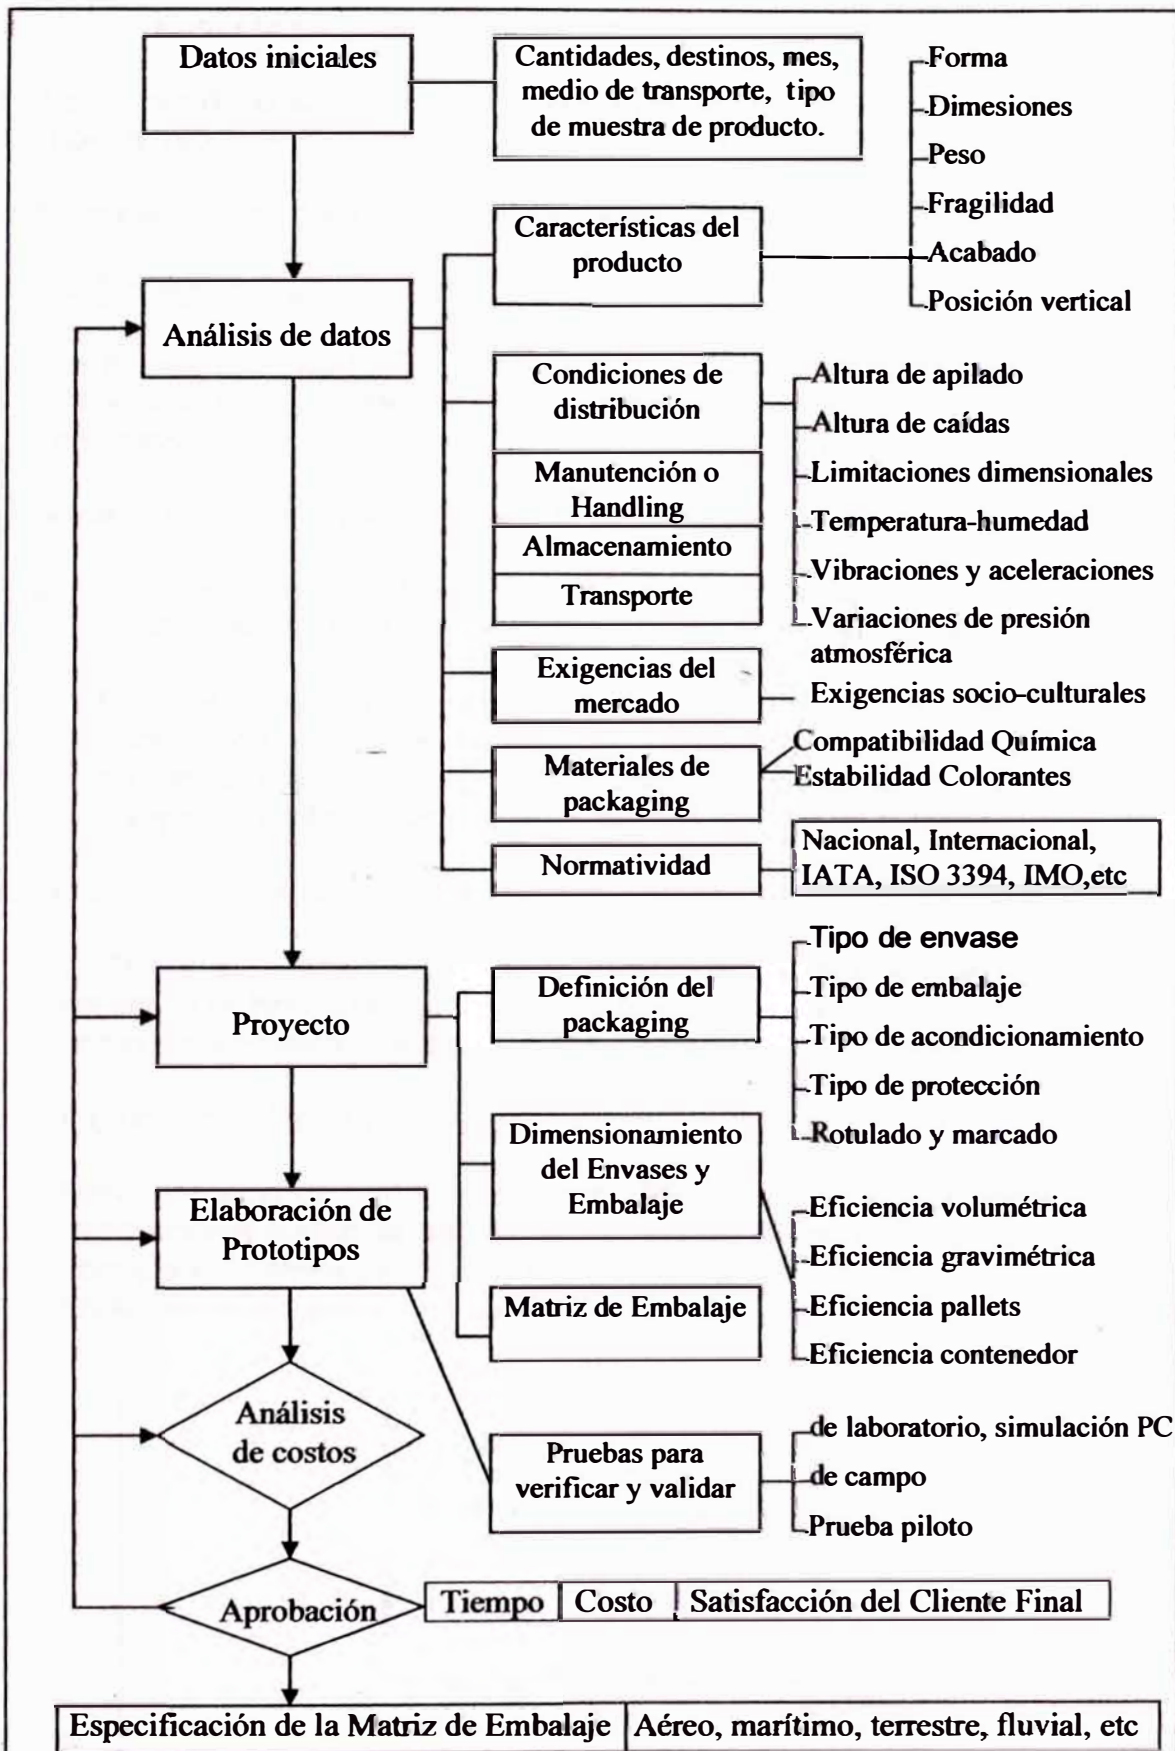 Datos iniciales
Cantidades, destinos, mes,
medio de transporte, tipo
de muestra de producto.
Forma
Dimesiones
Peso
Fragilidad
Acabado
Posición vertical
Características del
producto
Análisis de datos
Condiciones de
distribución
Manutención o
Handling
Almacenamiento
Transporte
Altura de apilado
Altura de caídas
Limitaciones dimensionales
Temperatura-humedad
Vibraciones y aceleraciones
Variaciones de presión
atmosférica
Exigencias del
mercado
Exigencias socio-culturales
Materiales de
packaging
Compatibilidad Química
Estabilidad Colorantes
Normatividad
Nacional, Internacional,
IATA, ISO 3394, IMO,etc
Proyecto
Definición del
packaging
Tipo de envase
Tipo de embalaje
Tipo de acondicionamiento
Tipo de protección
Rotulado y marcado
Dimensionamiento
del Envases y
Embalaje
Eficiencia volumétrica
Eficiencia gravimétrica
Eficiencia pallets
Eficiencia contenedor
Elaboración de
Prototipos
Matriz de Embalaje
Análisis
de costos
Pruebas para
verificar y validar
de laboratorio, simulación PC
de campo
Prueba piloto
Aprobación
Tiempo Costo Satisfacción del Cliente Final
Especificación de la Matriz de Embalaje Aéreo, marítimo, terrestre, fluvial, etc